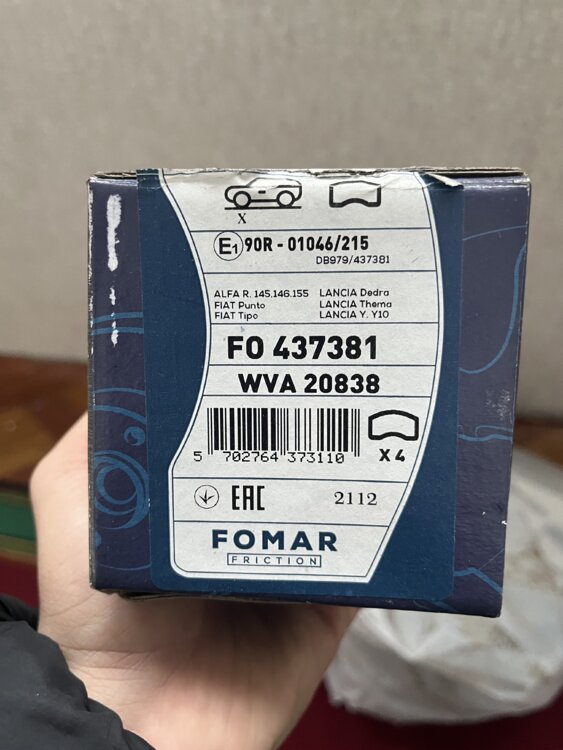 X
E1 90R - 01046/215
DB979/437381
ALFA R. 145.146.155 LANCIA Dedra
FIAT Punto LANCIA Thema
FIAT Tipo LANCIA Y. Y10
FO 437381
WVA 20838
5 702764 373110
X 4
EAC 2112
FOMAR
FRICTION